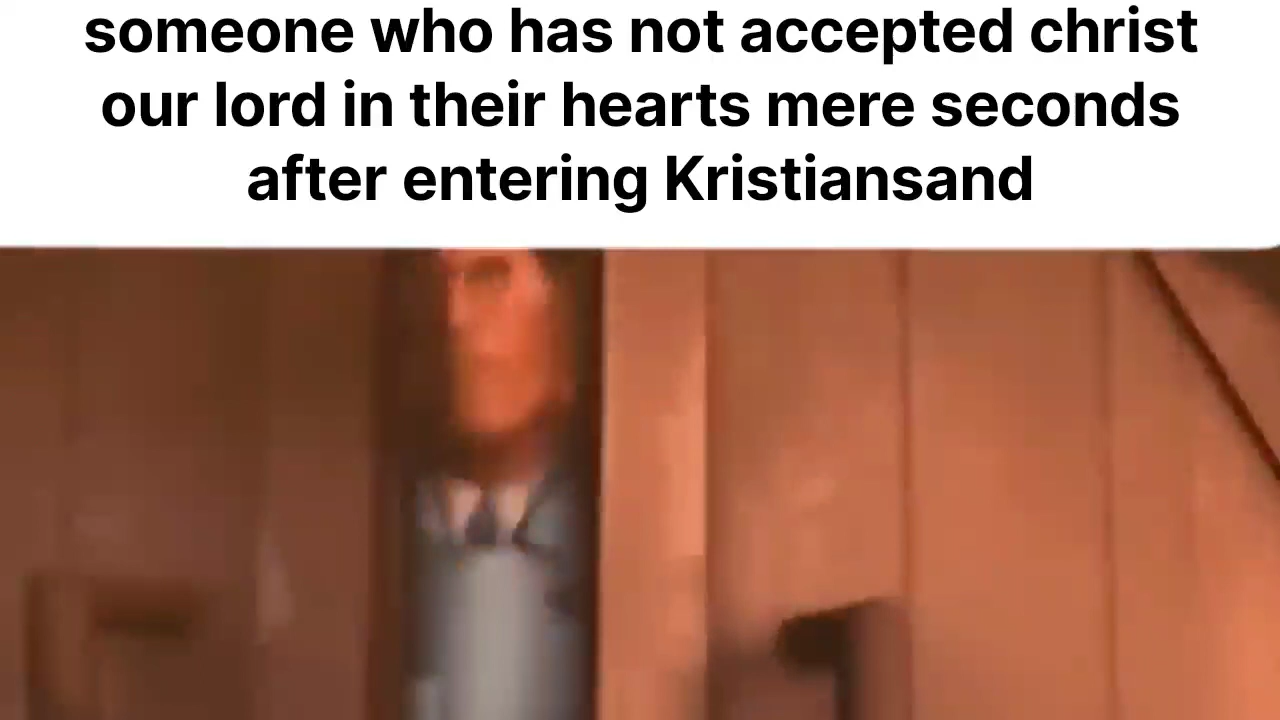 someone who has not accepted christ
our lord in their hearts mere seconds
after entering Kristiansand